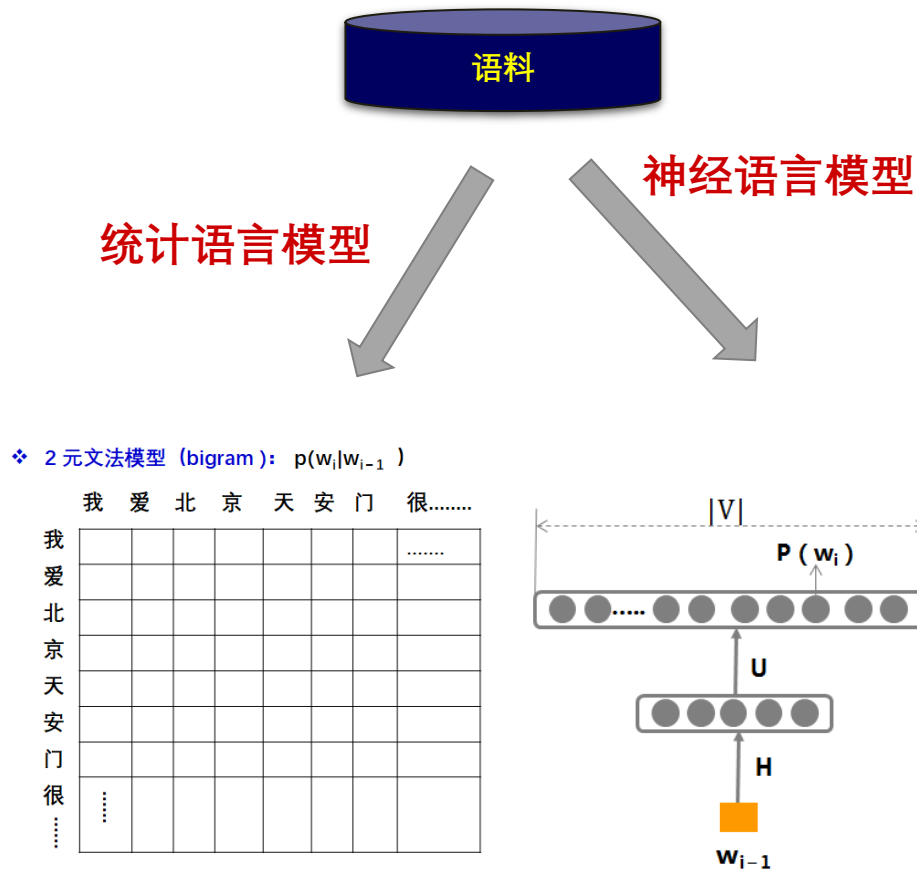 语料
神经语言模型
统计语言模型
❖ 2 元文法模型（bigram）：p(wᵢ|wᵢ₋₁ ）
我 爱 北 京 天 安 门 很........
我 .......
爱
北
京
天
安
门
很
......
......
|V|
P ( wᵢ )
.....
U
H
wᵢ₋₁